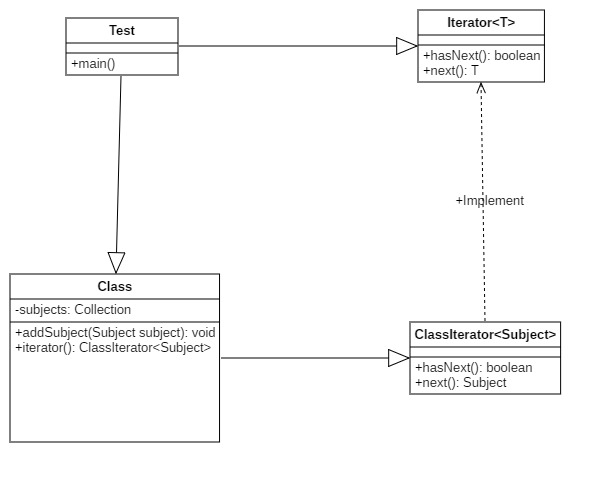 Test
+main()
Iterator<T>
+hasNext(): boolean
+next(): T
+Implement
Class
-subjects: Collection
+addSubject(Subject subject): void
+iterator(): ClassIterator<Subject>
ClassIterator<Subject>
+hasNext(): boolean
+next(): Subject